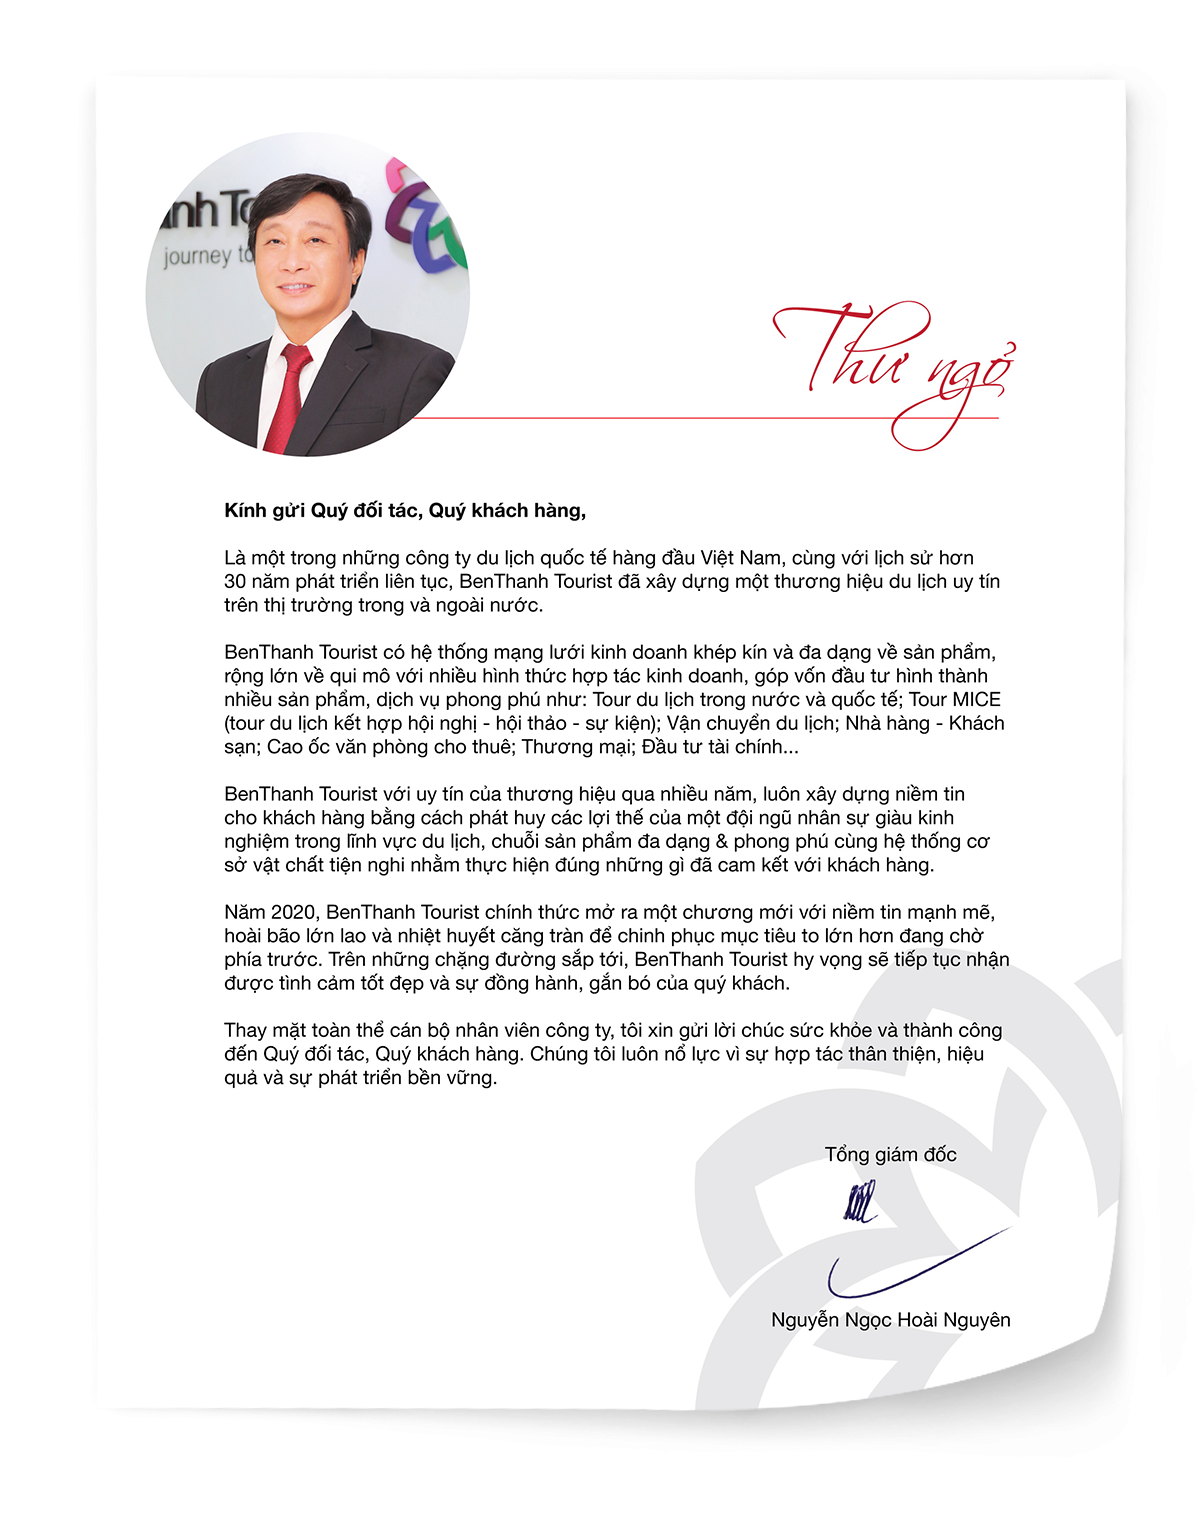 anh To
journey to
Thư ngỏ
Kính gửi Quý đối tác, Quý khách hàng,
Là một trong những công ty du lịch quốc tế hàng đầu Việt Nam, cùng với lịch sử hơn
30 năm phát triển liên tục, BenThanh Tourist đã xây dựng một thương hiệu du lịch uy tín
trên thị trường trong và ngoài nước.
BenThanh Tourist có hệ thống mạng lưới kinh doanh khép kín và đa dạng về sản phẩm,
rộng lớn về qui mô với nhiều hình thức hợp tác kinh doanh, góp vốn đầu tư hình thành
nhiều sản phẩm, dịch vụ phong phú như: Tour du lịch trong nước và quốc tế; Tour MICE
(tour du lịch kết hợp hội nghị - hội thảo - sự kiện); Vận chuyển du lịch; Nhà hàng - Khách
sạn; Cao ốc văn phòng cho thuê; Thương mại; Đầu tư tài chính...
BenThanh Tourist với uy tín của thương hiệu qua nhiều năm, luôn xây dựng niềm tin
cho khách hàng bằng cách phát huy các lợi thế của một đội ngũ nhân sự giàu kinh
nghiệm trong lĩnh vực du lịch, chuỗi sản phẩm đa dạng & phong phú cùng hệ thống cơ
sở vật chất tiện nghi nhằm thực hiện đúng những gì đã cam kết với khách hàng.
Năm 2020, BenThanh Tourist chính thức mở ra một chương mới với niềm tin mạnh mẽ,
hoài bão lớn lao và nhiệt huyết căng tràn để chinh phục mục tiêu to lớn hơn đang chờ
phía trước. Trên những chặng đường sắp tới, BenThanh Tourist hy vọng sẽ tiếp tục nhận
được tình cảm tốt đẹp và sự đồng hành, gắn bó của quý khách.
Thay mặt toàn thể cán bộ nhân viên công ty, tôi xin gửi lời chúc sức khỏe và thành công
đến Quý đối tác, Quý khách hàng. Chúng tôi luôn nổ lực vì sự hợp tác thân thiện, hiệu
quả và sự phát triển bền vững.
Tổng giám đốc
Nguyễn Ngọc Hoài Nguyên